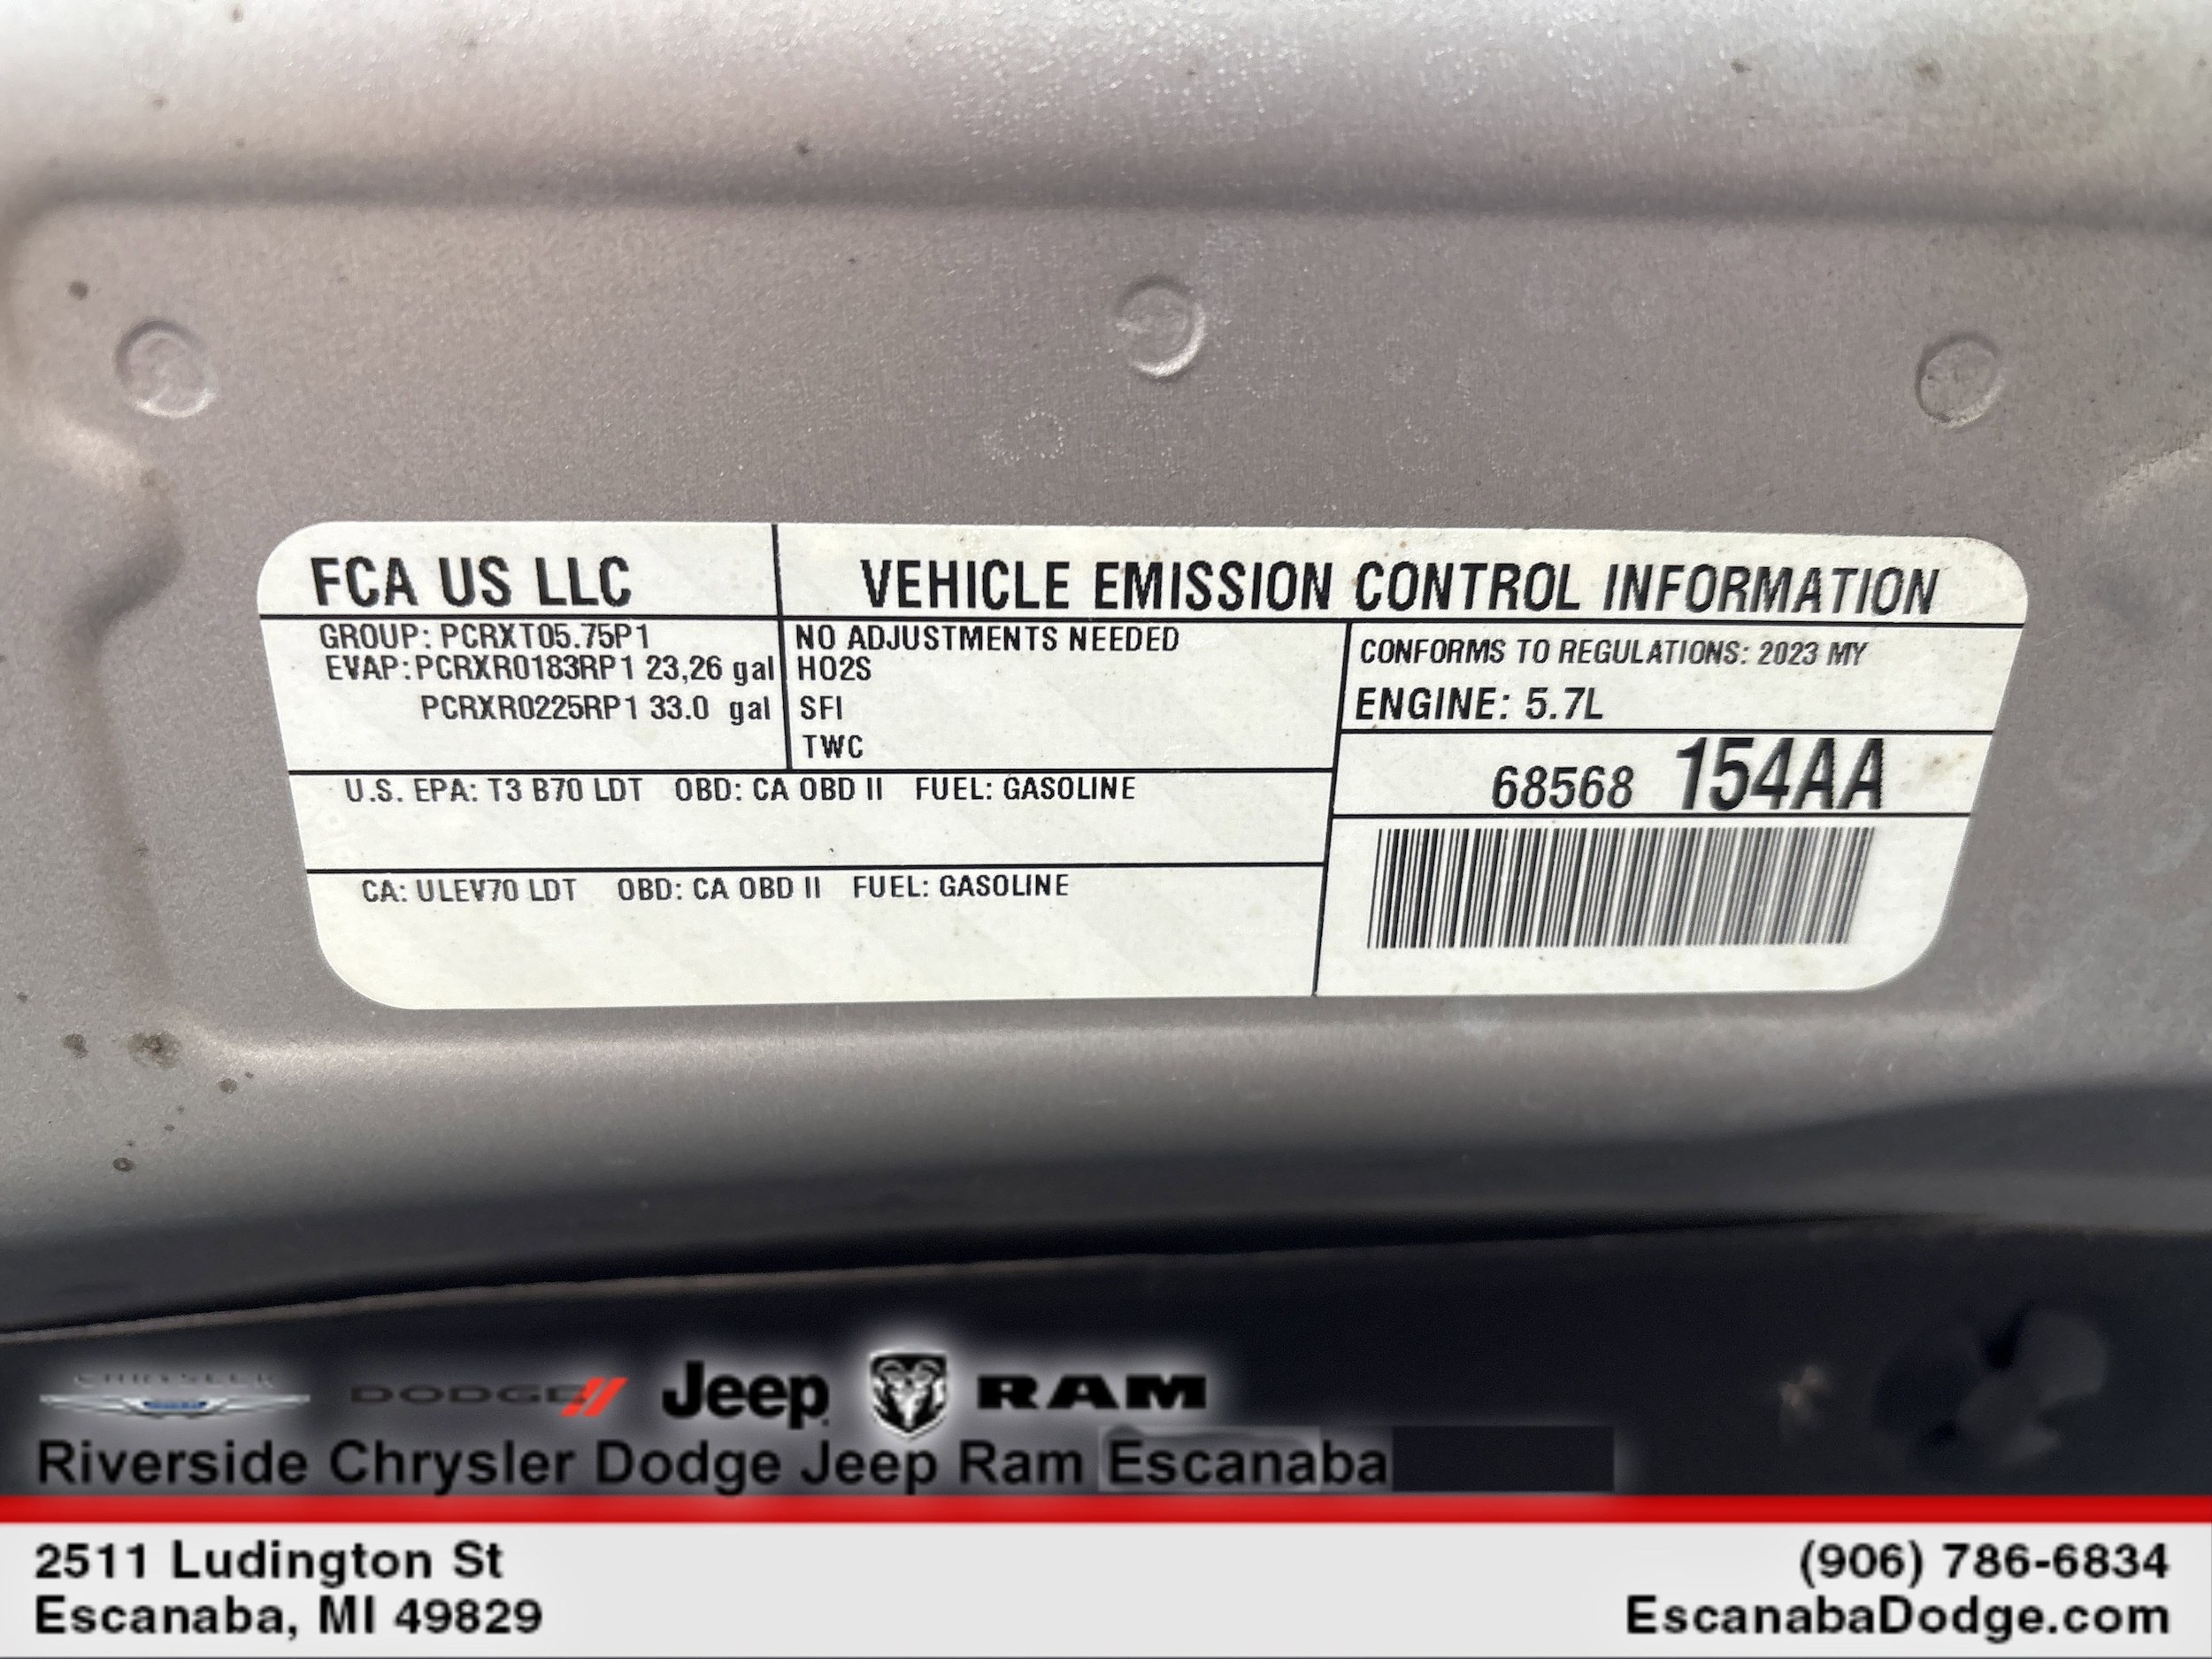 FCA US LLC
VEHICLE EMISSION CONTROL INFORMATION
GROUP: PCRXT05.75P1
EVAP: PCRXR0183RP1 23,26 gal
PCRXR0225RP1 33.0 gal
NO ADJUSTMENTS NEEDED
HO2S
SFI
TWC
CONFORMS TO REGULATIONS: 2023 MY
ENGINE: 5.7L
68568 154AA
U.S. EPA: T3 B70 LDT OBD: CA OBD II FUEL: GASOLINE
CA: ULEV70 LDT OBD: CA OBD II FUEL: GASOLINE
CHRYSLER DODGE Jeep RAM
Riverside Chrysler Dodge Jeep Ram Escanaba
2511 Ludington St
Escanaba, MI 49829
(906) 786-6834
EscanabaDodge.com